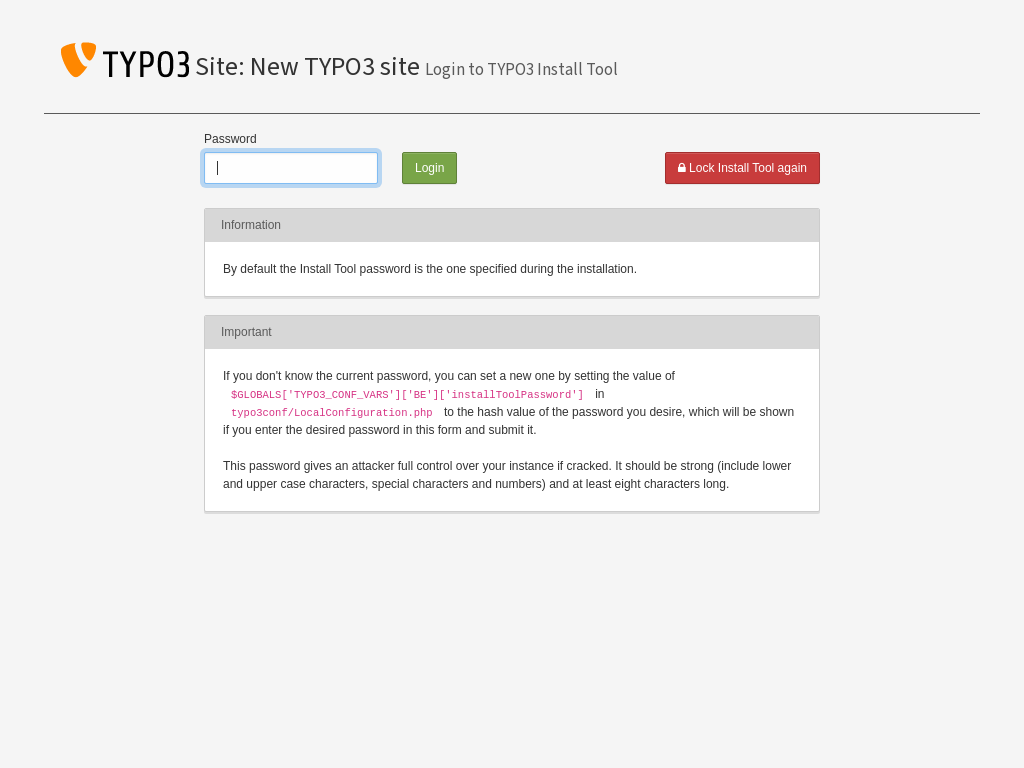 TYPO3 Site: New TYPO3 site Login to TYPO3 Install Tool
Password
Login
Lock Install Tool again
Information
By default the Install Tool password is the one specified during the installation.
Important
If you don't know the current password, you can set a new one by setting the value of
$GLOBALS['TYPO3_CONF_VARS']['BE']['installToolPassword'] in
typo3conf/LocalConfiguration.php to the hash value of the password you desire, which will be shown
if you enter the desired password in this form and submit it.
This password gives an attacker full control over your instance if cracked. It should be strong (include lower
and upper case characters, special characters and numbers) and at least eight characters long.